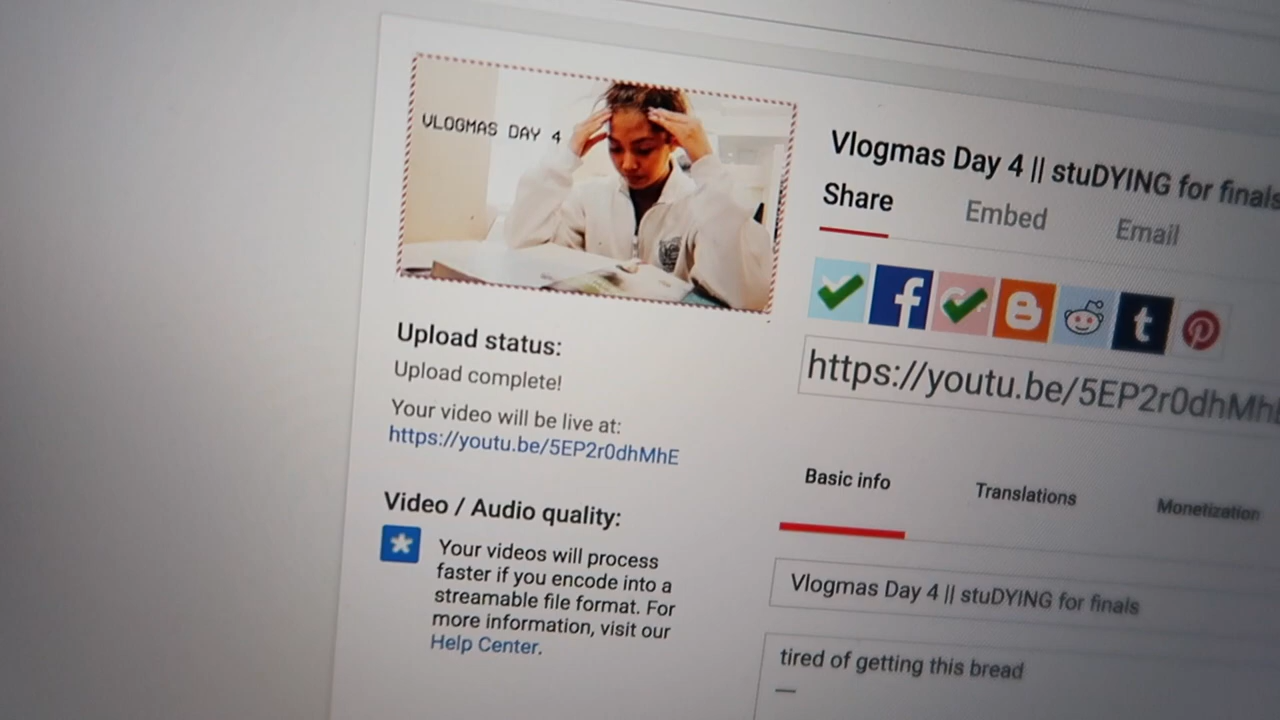 VLOGMAS DAY 4
Vlogmas Day 4 || stuDYING for finals
Share Embed Email
https://youtu.be/5EP2r0dhMh
Upload status:
Upload complete!
Your video will be live at:
https://youtu.be/5EP2r0dhMhE
Video / Audio quality:
Your videos will process
faster if you encode into a
streamable file format. For
more information, visit our
Help Center.
Basic info Translations Monetization
Vlogmas Day 4 || stuDYING for finals
tired of getting this bread
—